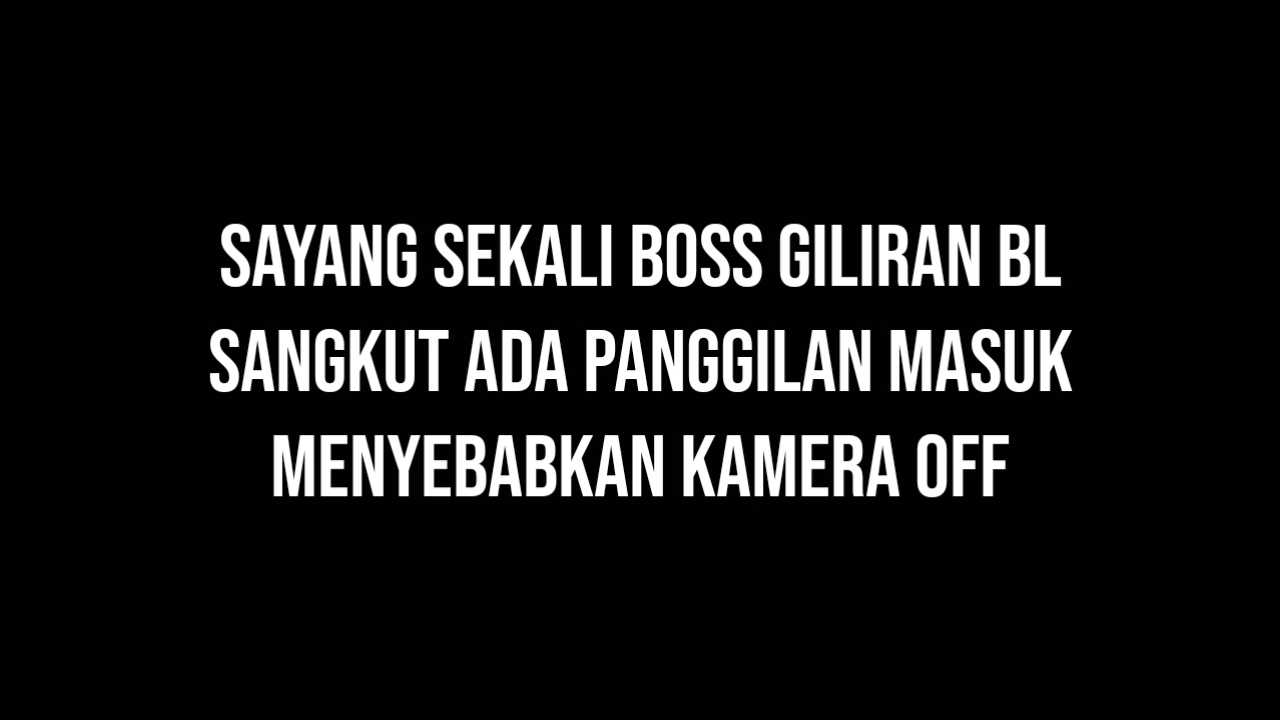 SAYANG SEKALI BOSS GILIRAN BL
SANGKUT ADA PANGGILAN MASUK
MENYEBABKAN KAMERA OFF